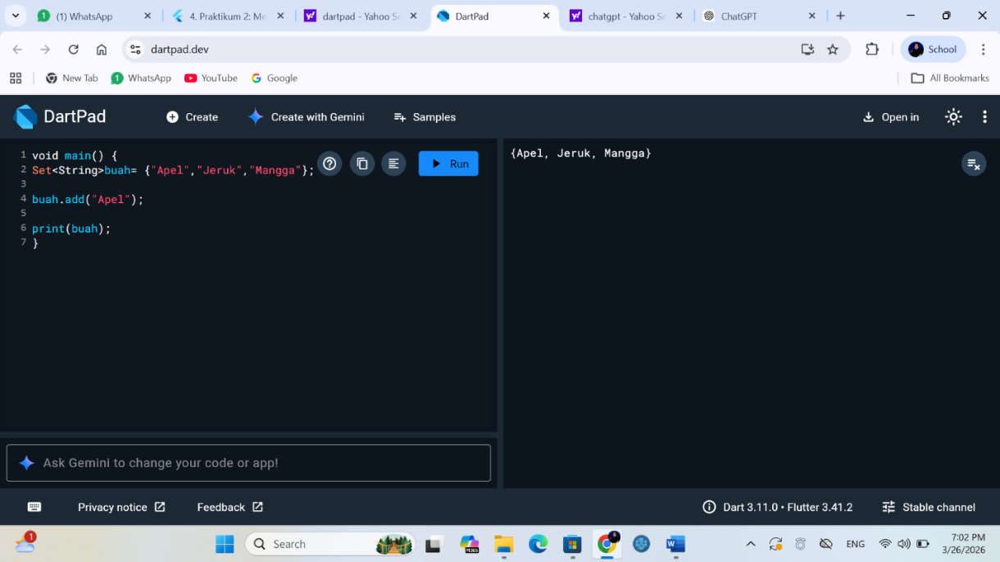 (1) WhatsApp
4. Praktikum 2: Me
dartpad - Yahoo Se
DartPad
chatgpt - Yahoo Se
ChatGPT
dartpad.dev
School
New Tab
WhatsApp
YouTube
Google
All Bookmarks
DartPad
Create
Create with Gemini
Samples
Open in
1 void main() {
2 Set<String>buah= {"Apel","Jeruk","Mangga"};
3
4 buah.add("Apel");
5
6 print(buah);
7 }
Run
{Apel, Jeruk, Mangga}
Ask Gemini to change your code or app!
Privacy notice
Feedback
Dart 3.11.0 • Flutter 3.41.2
Stable channel
1
Search
M365
ENG
7:02 PM
3/26/2026